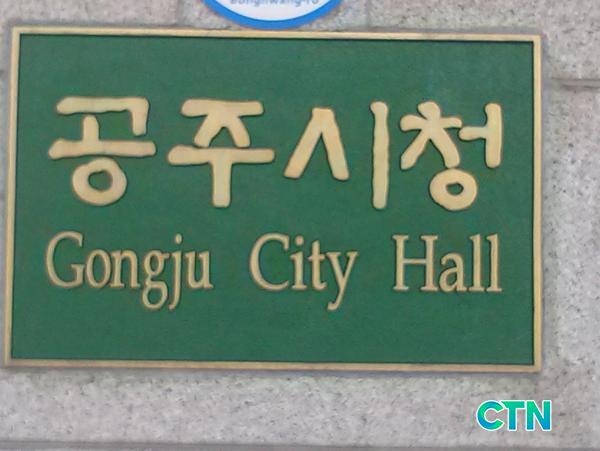 공주시청
Gongju City Hall
CTN